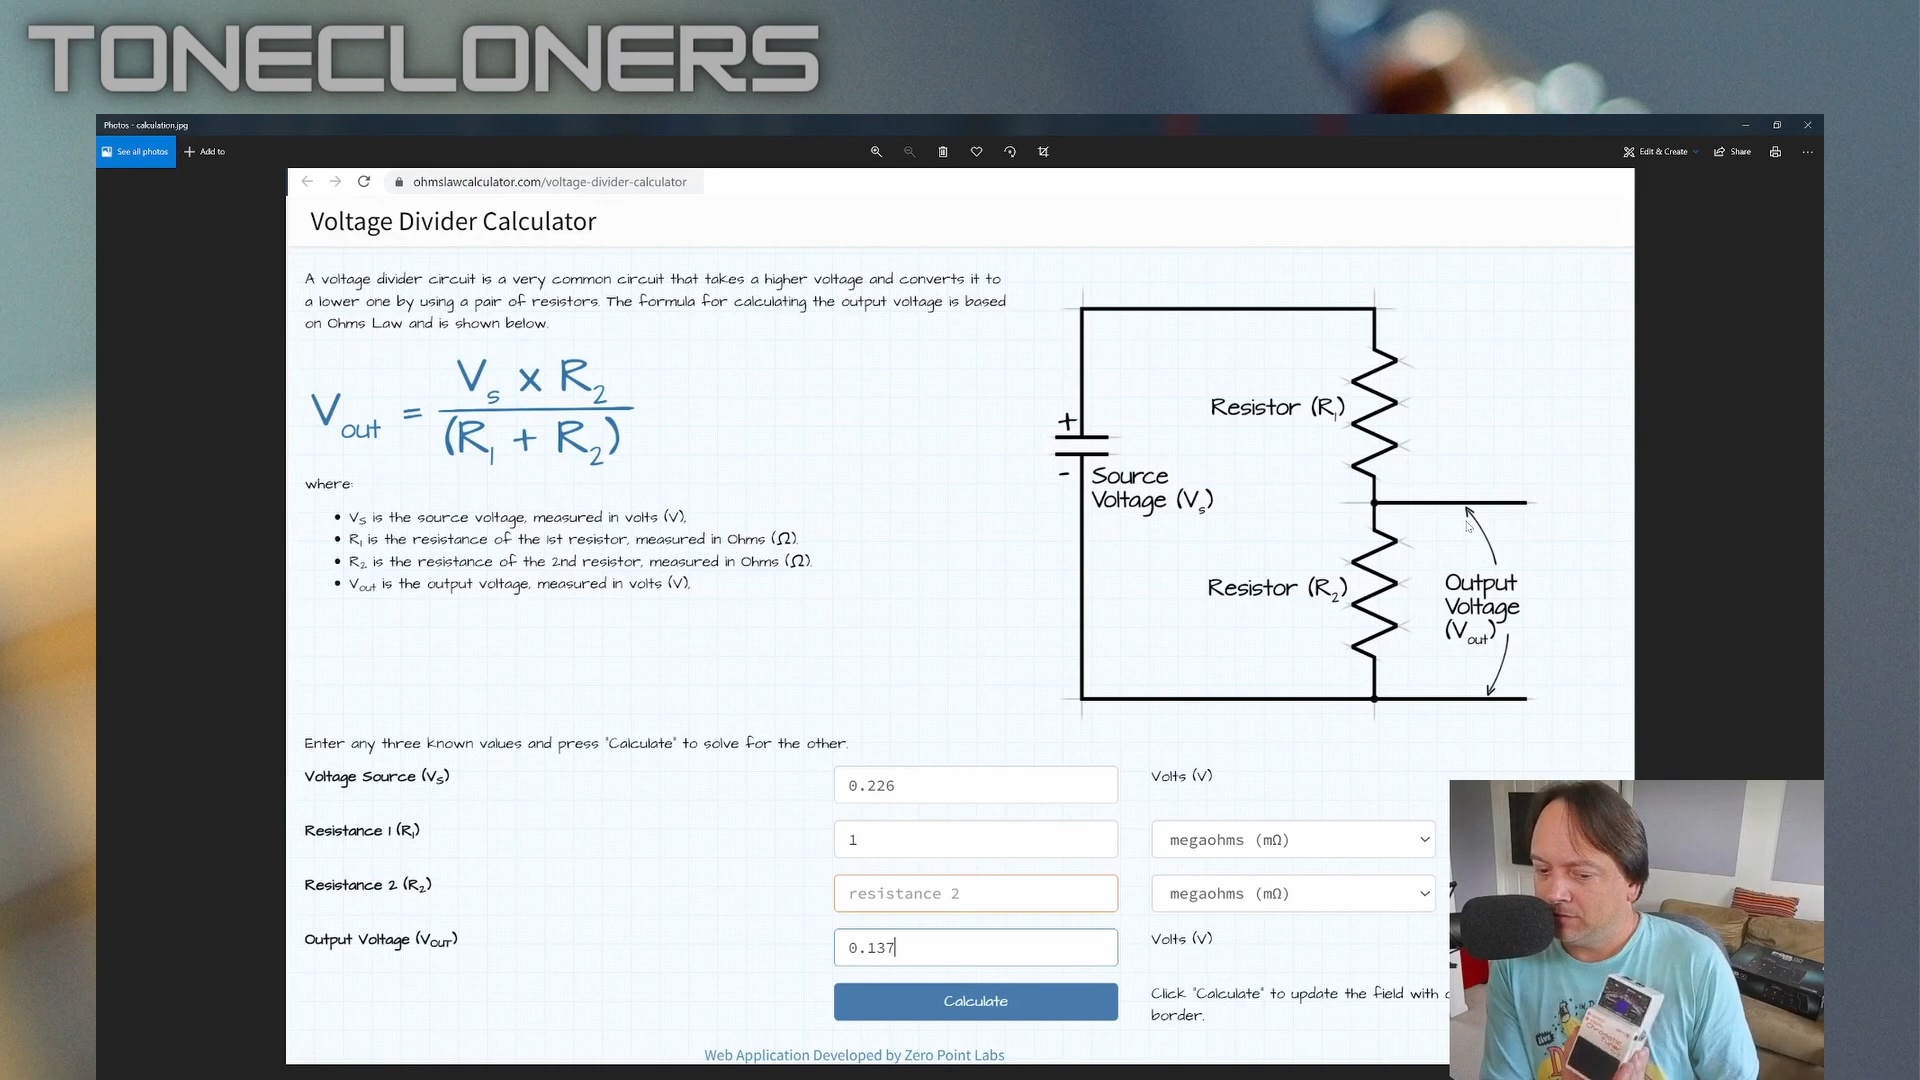 TONECLONERS
Photos - calculation.jpg
See all photos
Add to
Edit & Create
Share
ohmslawcalculator.com/voltage-divider-calculator
Voltage Divider Calculator
A voltage divider circuit is a very common circuit that takes a higher voltage and converts it to
a lower one by using a pair of resistors. The formula for calculating the output voltage is based
on Ohms Law and is shown below.
Vout = Vs x R2
(R1 + R2)
where:
• VS is the source voltage, measured in volts (V),
• R1 is the resistance of the 1st resistor, measured in Ohms (Ω).
• R2 is the resistance of the 2nd resistor, measured in Ohms (Ω).
• Vout is the output voltage, measured in volts (V),
Resistor (R1)
+
-
Source
Voltage (Vs)
Resistor (R2)
Output
Voltage
(Vout)
Enter any three known values and press "Calculate" to solve for the other.
Voltage Source (VS) 0.226 Volts (V)
Resistance 1 (R1) 1 megaohms (mΩ)
Resistance 2 (R2) resistance 2 megaohms (mΩ)
Output Voltage (VOUT) 0.137 Volts (V)
Calculate
Click "Calculate" to update the field with
border.
Web Application Developed by Zero Point Labs